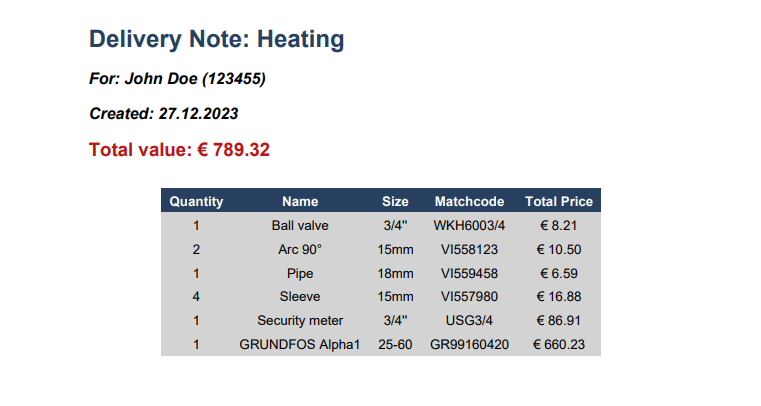 Delivery Note: Heating
For: John Doe (123455)
Created: 27.12.2023
Total value: € 789.32
Quantity Name Size Matchcode Total Price
1 Ball valve 3/4" WKH6003/4 € 8.21
2 Arc 90° 15mm VI558123 € 10.50
1 Pipe 18mm VI559458 € 6.59
4 Sleeve 15mm VI557980 € 16.88
1 Security meter 3/4" USG3/4 € 86.91
1 GRUNDFOS Alpha1 25-60 GR99160420 € 660.23